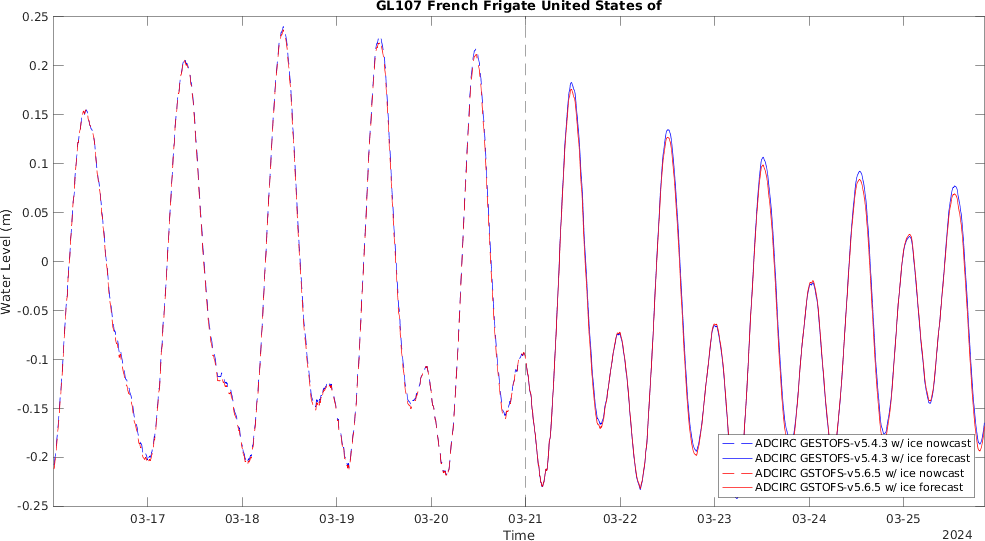 GL107 French Frigate United States of
0.25
0.2
0.15
0.1
0.05
0
-0.05
-0.1
-0.15
-0.2
-0.25
Water Level (m)
ADCIRC GESTOFS-v5.4.3 w/ ice nowcast
ADCIRC GESTOFS-v5.4.3 w/ ice forecast
ADCIRC GSTOFS-v5.6.5 w/ ice nowcast
ADCIRC GSTOFS-v5.6.5 w/ ice forecast
03-17 03-18 03-19 03-20 03-21 03-22 03-23 03-24 03-25
Time
2024